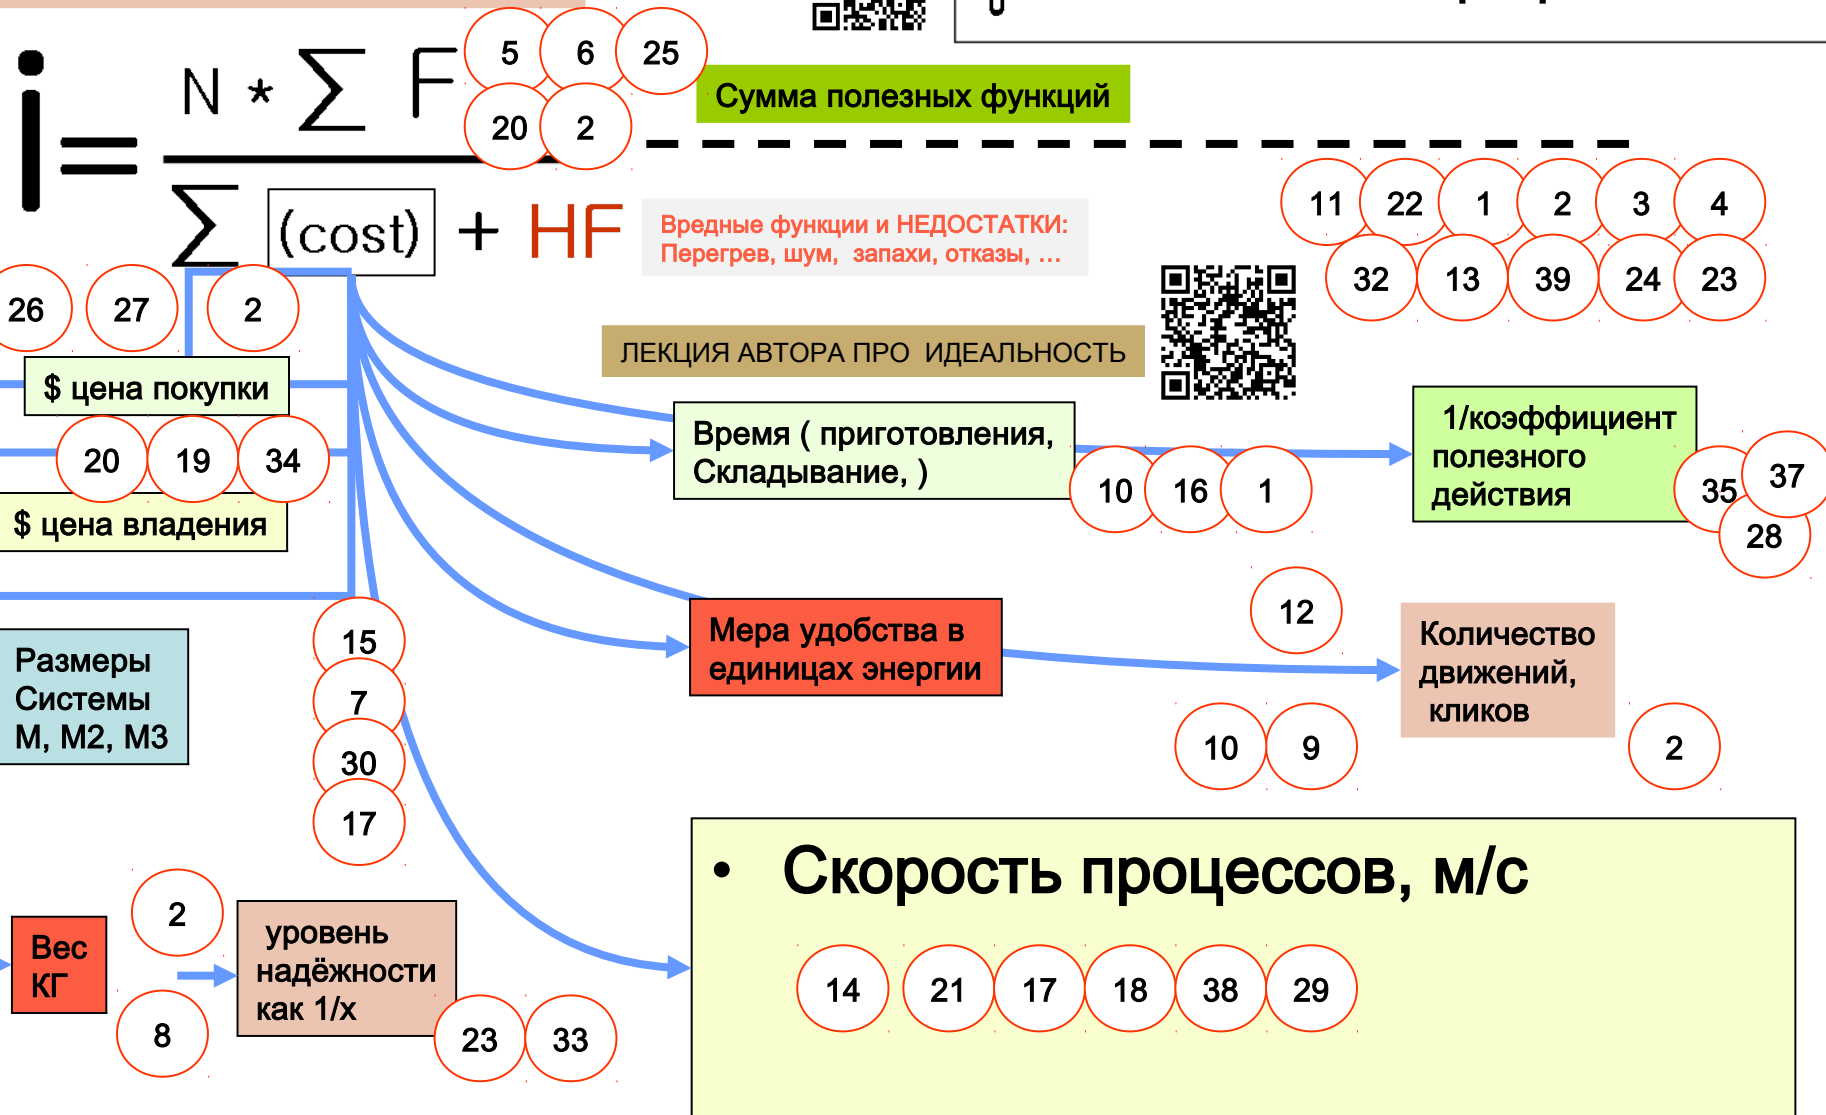 i = N * ∑ F
5 6 25
20 2
Сумма полезных функций
∑ (cost) + HF
Вредные функции и НЕДОСТАТКИ:
Перегрев, шум, запахи, отказы, ...
11 22 1 2 3 4
32 13 39 24 23
26 27 2
ЛЕКЦИЯ АВТОРА ПРО ИДЕАЛЬНОСТЬ
$ цена покупки
20 19 34
$ цена владения
Время ( приготовления,
Складывание, )
10 16 1
1/коэффициент
полезного
действия
35 37
28
Размеры
Системы
М, М2, М3
15
7
30
17
Мера удобства в
единицах энергии
12
Количество
движений,
кликов
10 9
2
Вес
КГ
2
8
уровень
надёжности
как 1/х
23 33
• Скорость процессов, м/с
14 21 17 18 38 29